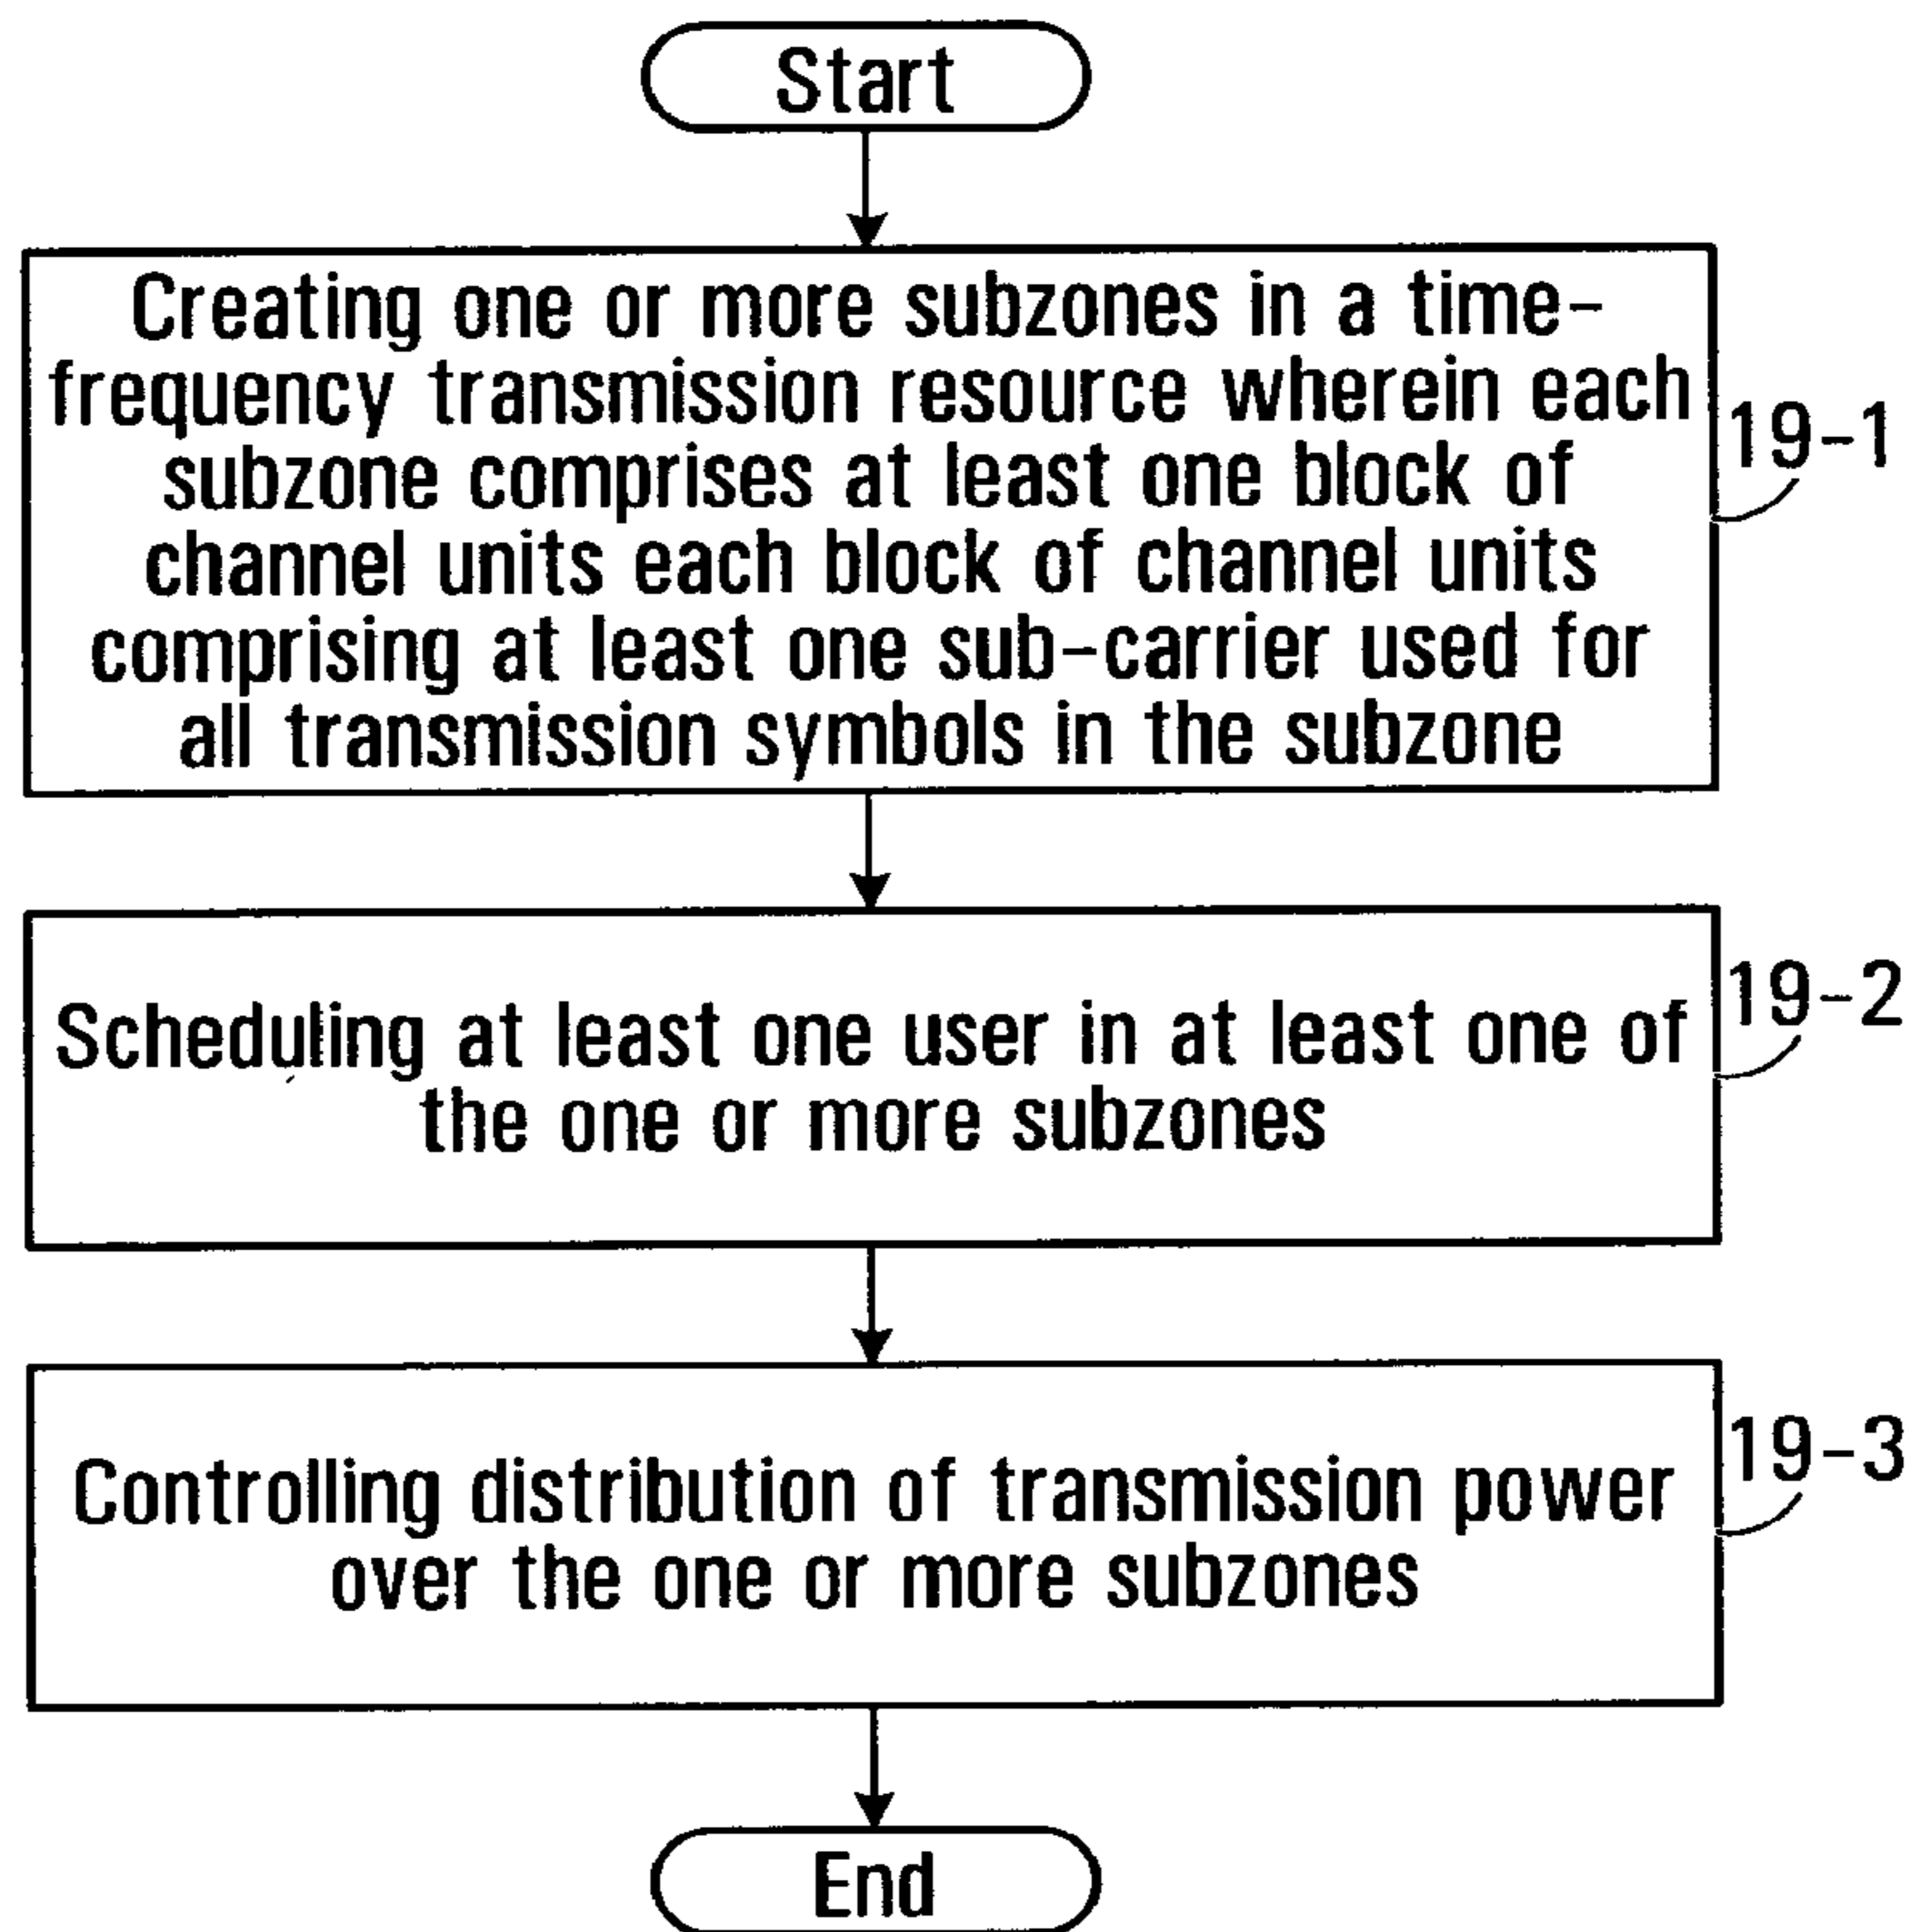 Start
Creating one or more subzones in a time-
frequency transmission resource wherein each
subzone comprises at least one block of
channel units each block of channel units
comprising at least one sub-carrier used for
all transmission symbols in the subzone
19-1
Scheduling at least one user in at least one of
the one or more subzones
19-2
Controlling distribution of transmission power
over the one or more subzones
19-3
End